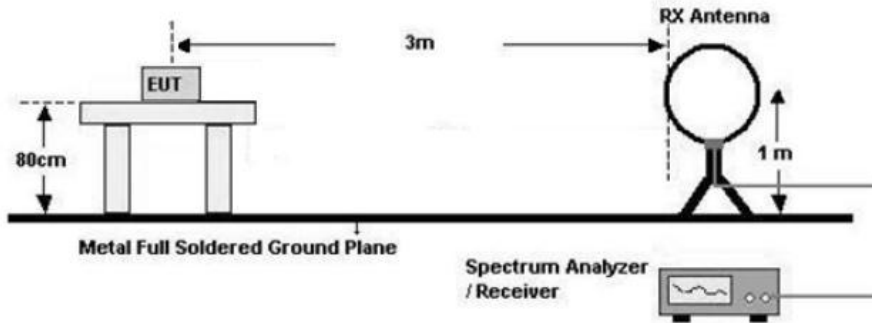 RX Antenna
3m
EUT
80cm
1 m
Metal Full Soldered Ground Plane
Spectrum Analyzer
/ Receiver